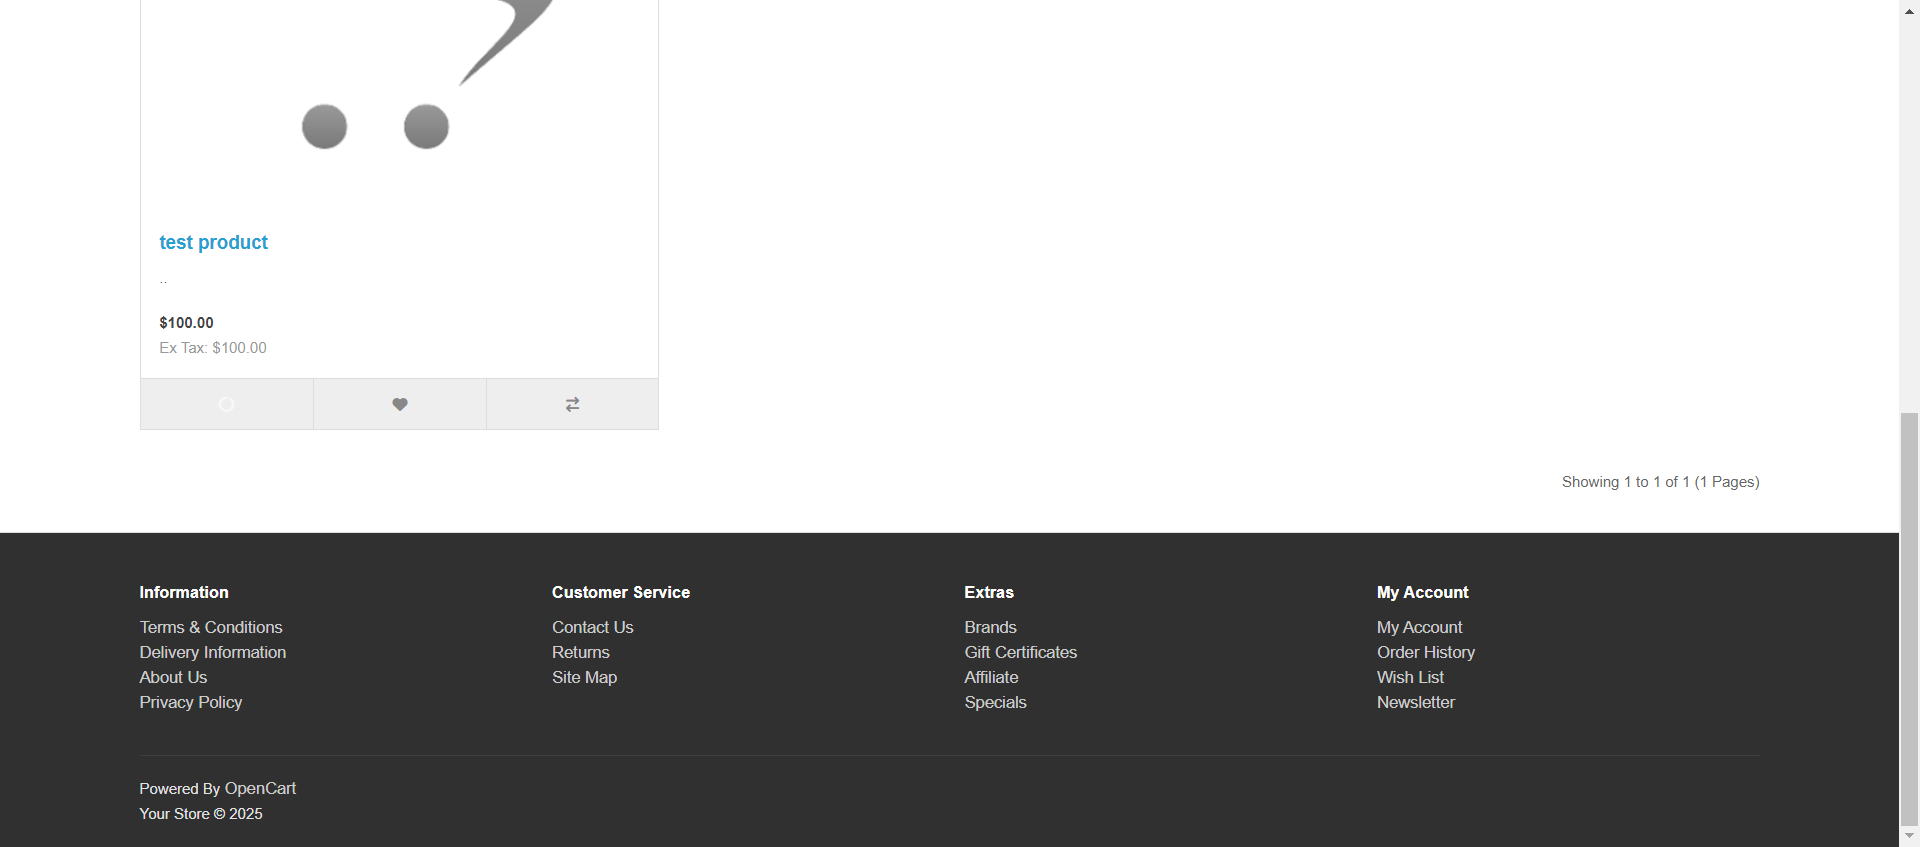 test product
..
$100.00
Ex Tax: $100.00
Showing 1 to 1 of 1 (1 Pages)
Information
Terms & Conditions
Delivery Information
About Us
Privacy Policy
Customer Service
Contact Us
Returns
Site Map
Extras
Brands
Gift Certificates
Affiliate
Specials
My Account
My Account
Order History
Wish List
Newsletter
Powered By OpenCart
Your Store © 2025